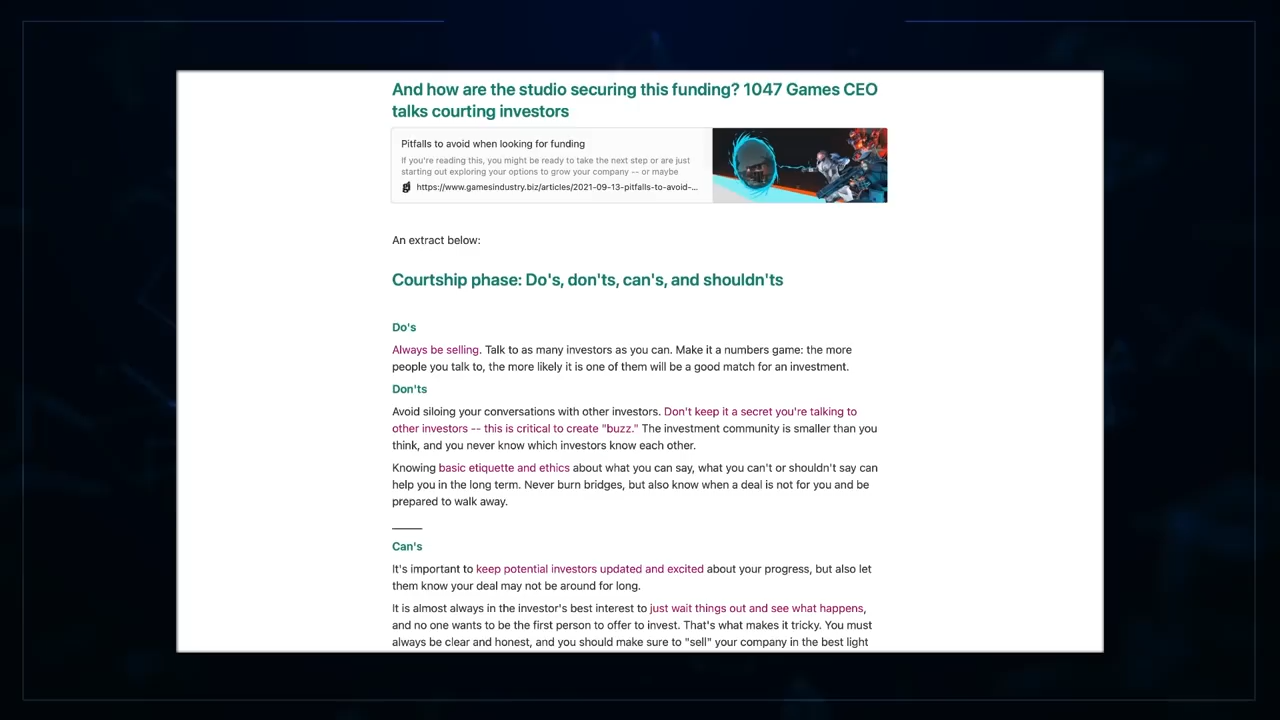 And how are the studio securing this funding? 1047 Games CEO
talks courting investors
Pitfalls to avoid when looking for funding
If you're reading this, you might be ready to take the next step or are just
starting out exploring your options to grow your company -- or maybe
https://www.gamesindustry.biz/articles/2021-09-13-pitfalls-to-avoid-...
An extract below:
Courtship phase: Do's, don'ts, can's, and shouldn'ts
Do's
Always be selling. Talk to as many investors as you can. Make it a numbers game: the more
people you talk to, the more likely it is one of them will be a good match for an investment.
Don'ts
Avoid siloing your conversations with other investors. Don't keep it a secret you're talking to
other investors -- this is critical to create "buzz." The investment community is smaller than you
think, and you never know which investors know each other.
Knowing basic etiquette and ethics about what you can say, what you can't or shouldn't say can
help you in the long term. Never burn bridges, but also know when a deal is not for you and be
prepared to walk away.
Can's
It's important to keep potential investors updated and excited about your progress, but also let
them know your deal may not be around for long.
It is almost always in the investor's best interest to just wait things out and see what happens,
and no one wants to be the first person to offer to invest. That's what makes it tricky. You must
always be clear and honest, and you should make sure to "sell" your company in the best light